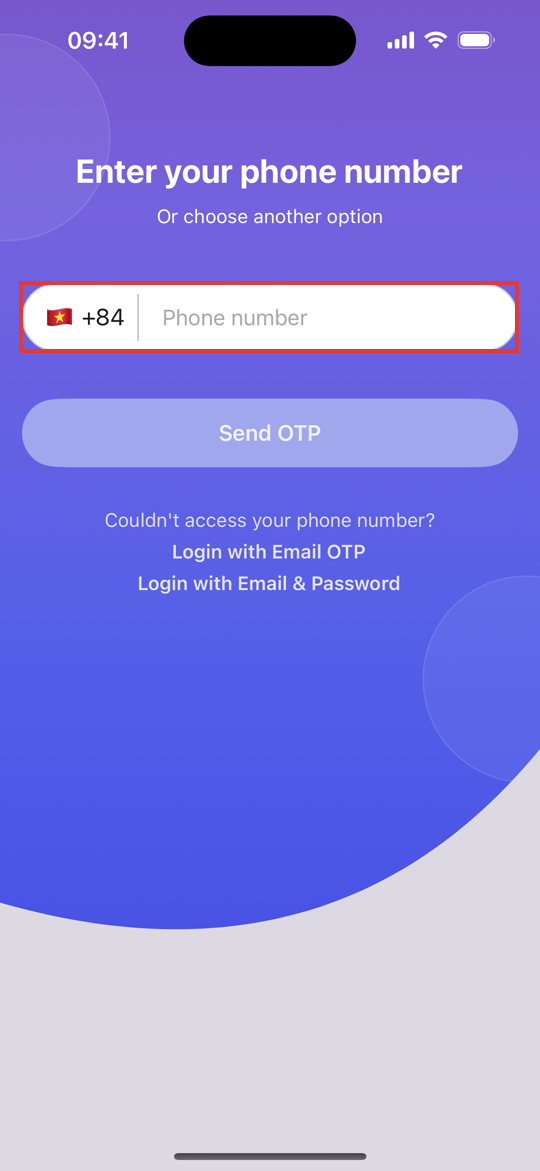 09:41
Enter your phone number
Or choose another option
+84 Phone number
Send OTP
Couldn't access your phone number?
Login with Email OTP
Login with Email & Password